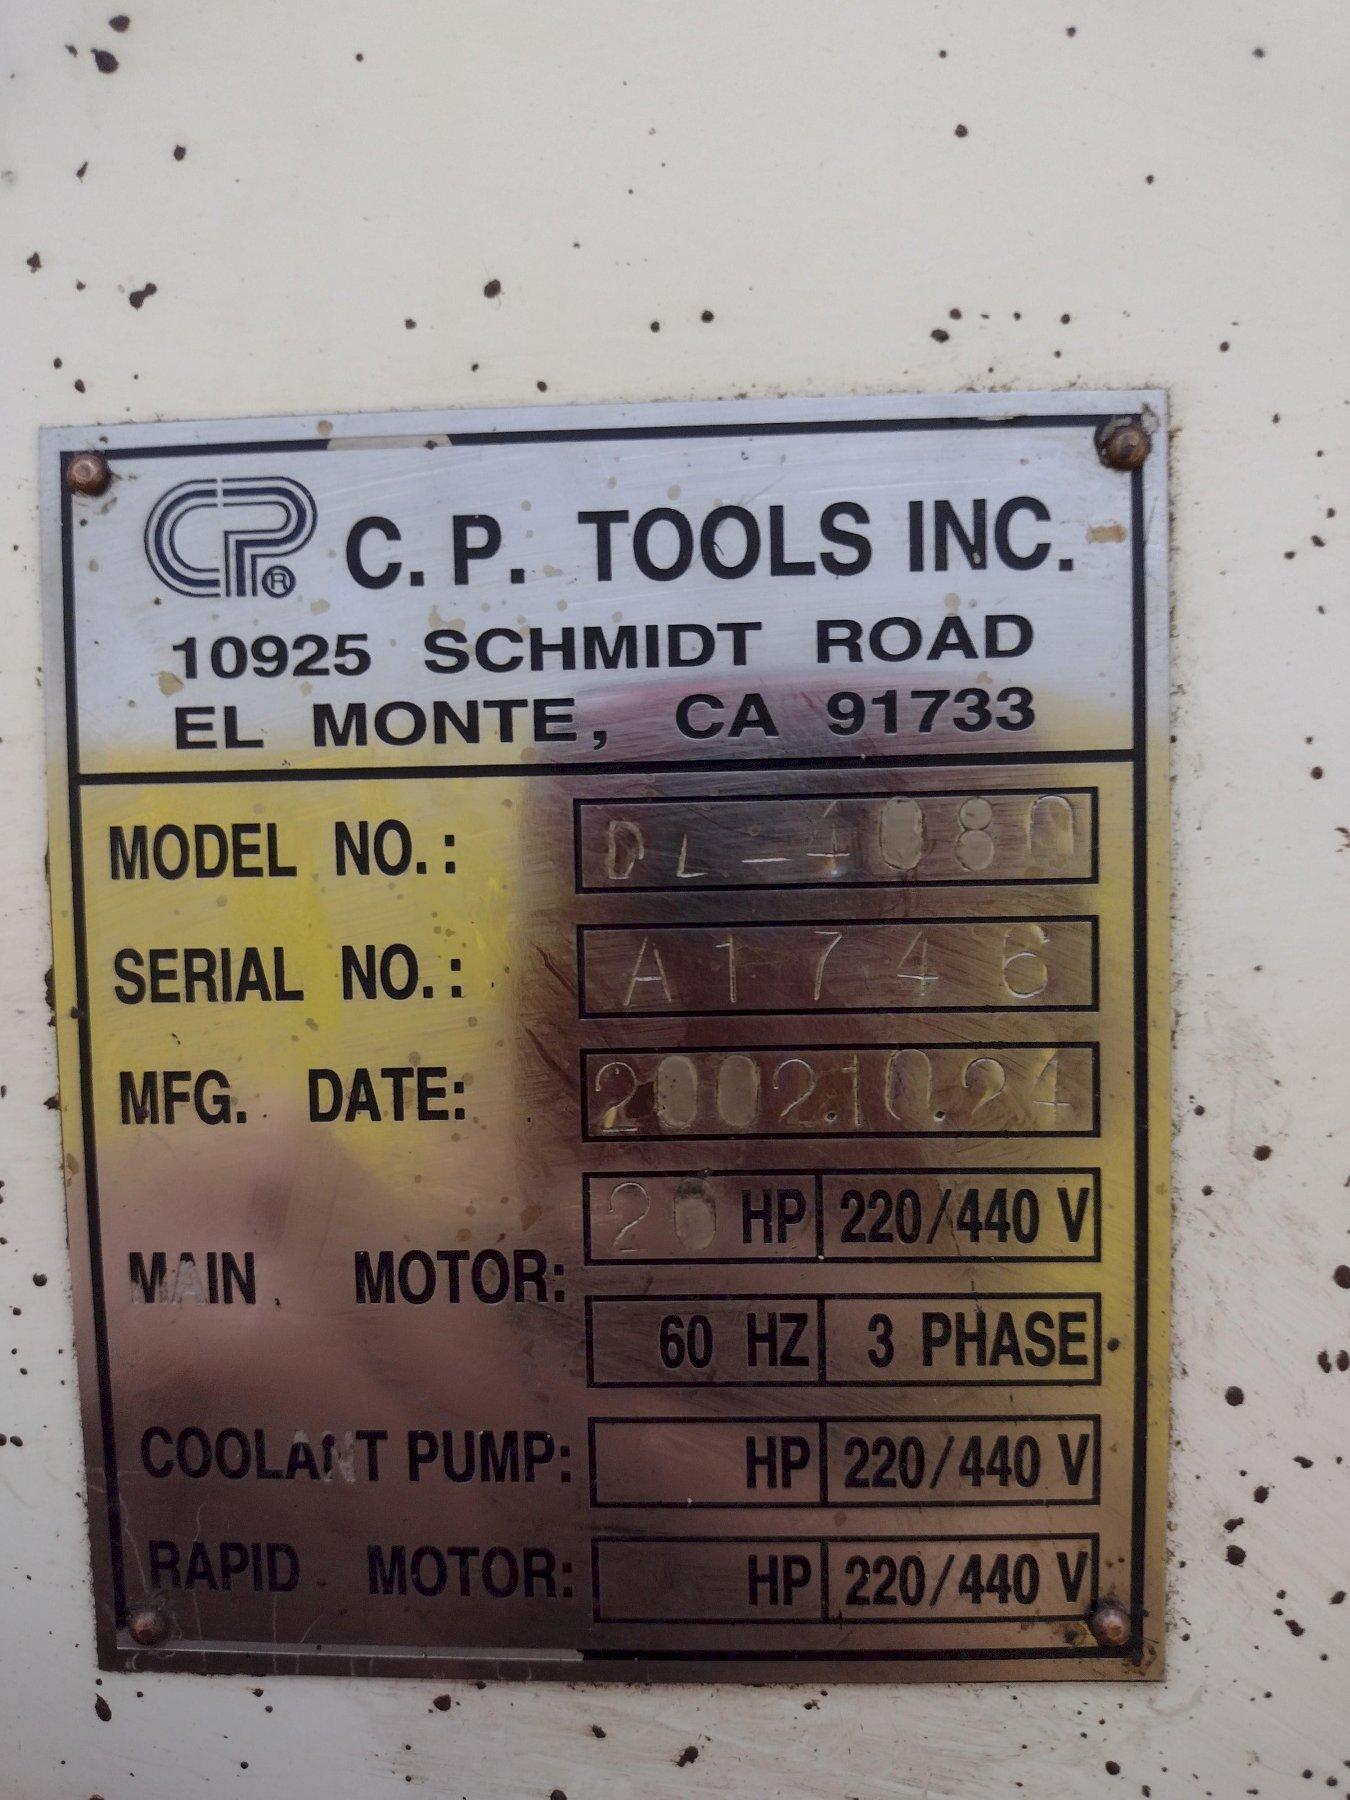 CP® C. P. TOOLS INC.
10925 SCHMIDT ROAD
EL MONTE, CA 91733
MODEL NO.: DL-4080
SERIAL NO.: A1746
MFG. DATE: 2002.10.24
20 HP 220/440 V
MAIN MOTOR:
60 HZ 3 PHASE
COOLANT PUMP: HP 220/440 V
RAPID MOTOR: HP 220/440 V